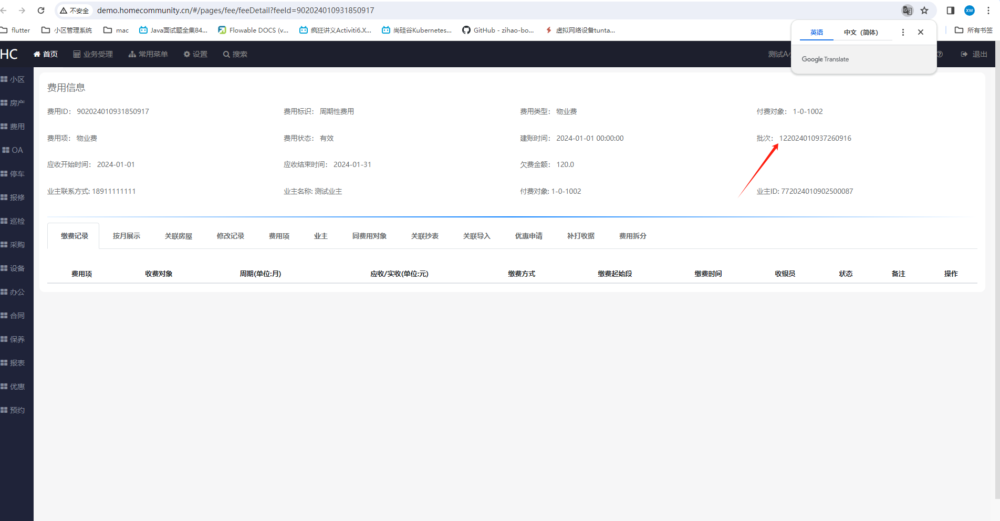 不安全 demo.homecommunity.cn/#/pages/fee/feeDetail?feeId=902024010931850917 XW
flutter 小区管理系统 mac Java面试题全集84... Flowable DOCS (v... 疯狂讲义Activiti6.X... 尚硅谷Kubernetes... GitHub - zihao-bo... 虚拟网络设备tunta... 所有书签
英语 中文（简体）
Google Translate
HC 首页 业务受理 常用菜单 设置 搜索 测试A 退出
小区
房产
费用
OA
停车
报修
巡检
采购
设备
办公
合同
保养
报表
优惠
预约
费用信息
费用ID： 902024010931850917 费用标识： 周期性费用 费用类型： 物业费 付费对象： 1-0-1002
费用项： 物业费 费用状态： 有效 建账时间： 2024-01-01 00:00:00 批次： 122024010937260916
应收开始时间： 2024-01-01 应收结束时间： 2024-01-31 欠费金额： 120.0
业主联系方式: 18911111111 业主名称: 测试业主 付费对象: 1-0-1002 业主ID: 772024010902500087
缴费记录 按月展示 关联房屋 修改记录 费用项 业主 同费用对象 关联抄表 关联导入 优惠申请 补打收据 费用拆分
费用项 收费对象 周期(单位:月) 应收/实收(单位:元) 缴费方式 缴费起始段 缴费时间 收银员 状态 备注 操作